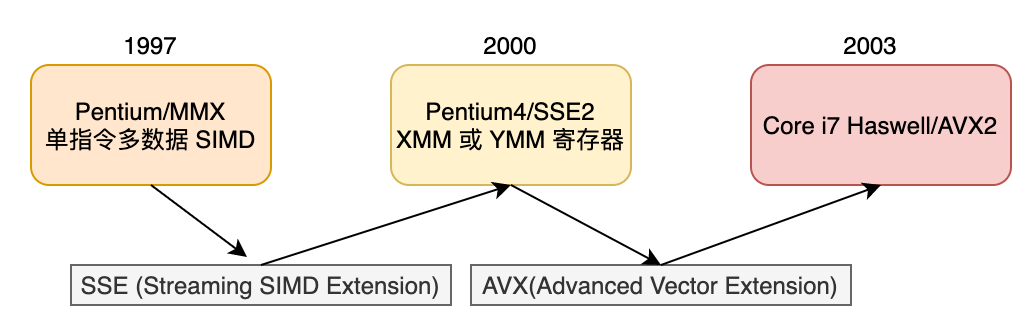 1997
Pentium/MMX
单指令多数据 SIMD
2000
Pentium4/SSE2
XMM 或 YMM 寄存器
2003
Core i7 Haswell/AVX2
SSE (Streaming SIMD Extension)
AVX(Advanced Vector Extension)